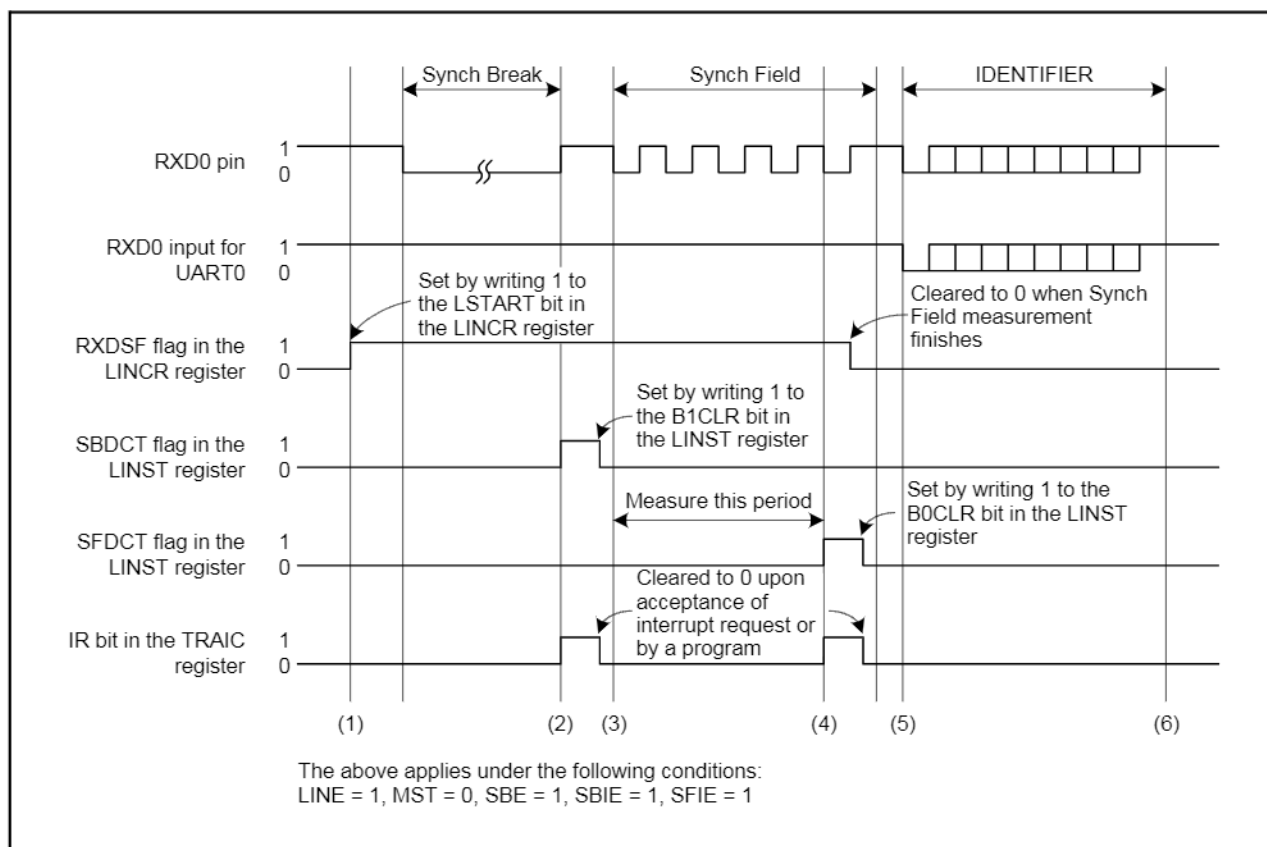 Synch Break
Synch Field
IDENTIFIER
RXD0 pin
1
0
RXD0 input for
UART0
1
0
Set by writing 1 to
the LSTART bit in
the LINCR register
Cleared to 0 when Synch
Field measurement
finishes
RXDSF flag in the
LINCR register
1
0
Set by writing 1 to
the B1CLR bit in
the LINST register
SBDCT flag in the
LINST register
1
0
Measure this period
Set by writing 1 to the
B0CLR bit in the LINST
register
SFDCT flag in the
LINST register
1
0
Cleared to 0 upon
acceptance of
interrupt request or
by a program
IR bit in the TRAIC
register
1
0
(1)
(2)
(3)
(4)
(5)
(6)
The above applies under the following conditions:
LINE = 1, MST = 0, SBE = 1, SBIE = 1, SFIE = 1